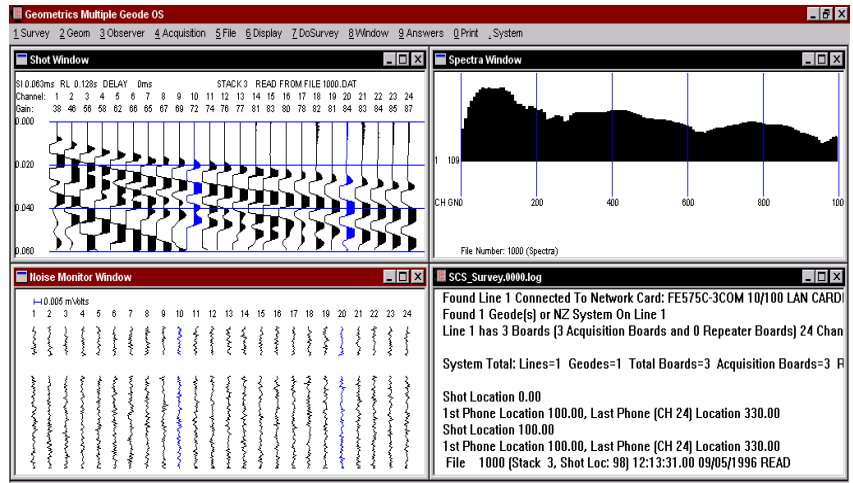 Geometrics Multiple Geode OS
1 Survey 2 Geom 3 Observer 4 Acquisition 5 File 6 Display 7 DoSurvey 8 Window 9 Answers 0 Print . System
Shot Window
SI 0.063ms RL 0.128s DELAY 0ms STACK 3 READ FROM FILE 1000.DAT
Channel: 1 2 3 4 5 6 7 8 9 10 11 12 13 14 15 16 17 18 19 20 21 22 23 24
Gain: 38 46 56 58 62 66 65 67 69 72 74 76 77 81 83 80 78 82 81 84 83 84 85 87
0.000
0.020
0.040
0.060
Spectra Window
1 109
CH GND 200 400 600 800 100
File Number: 1000 (Spectra)
Noise Monitor Window
0.005 mVolts
1 2 3 4 5 6 7 8 9 10 11 12 13 14 15 16 17 18 19 20 21 22 23 24
SCS_Survey.0000.log
Found Line 1 Connected To Network Card: FE575C-3COM 10/100 LAN CARD
Found 1 Geode(s) or NZ System On Line 1
Line 1 has 3 Boards (3 Acquisition Boards and 0 Repeater Boards) 24 Chan
System Total: Lines=1 Geodes=1 Total Boards=3 Acquisition Boards=3 R
Shot Location 0.00
1st Phone Location 100.00, Last Phone (CH 24) Location 330.00
Shot Location 100.00
1st Phone Location 100.00, Last Phone (CH 24) Location 330.00
File 1000 (Stack 3, Shot Loc: 98) 12:13:31.00 09/05/1996 READ